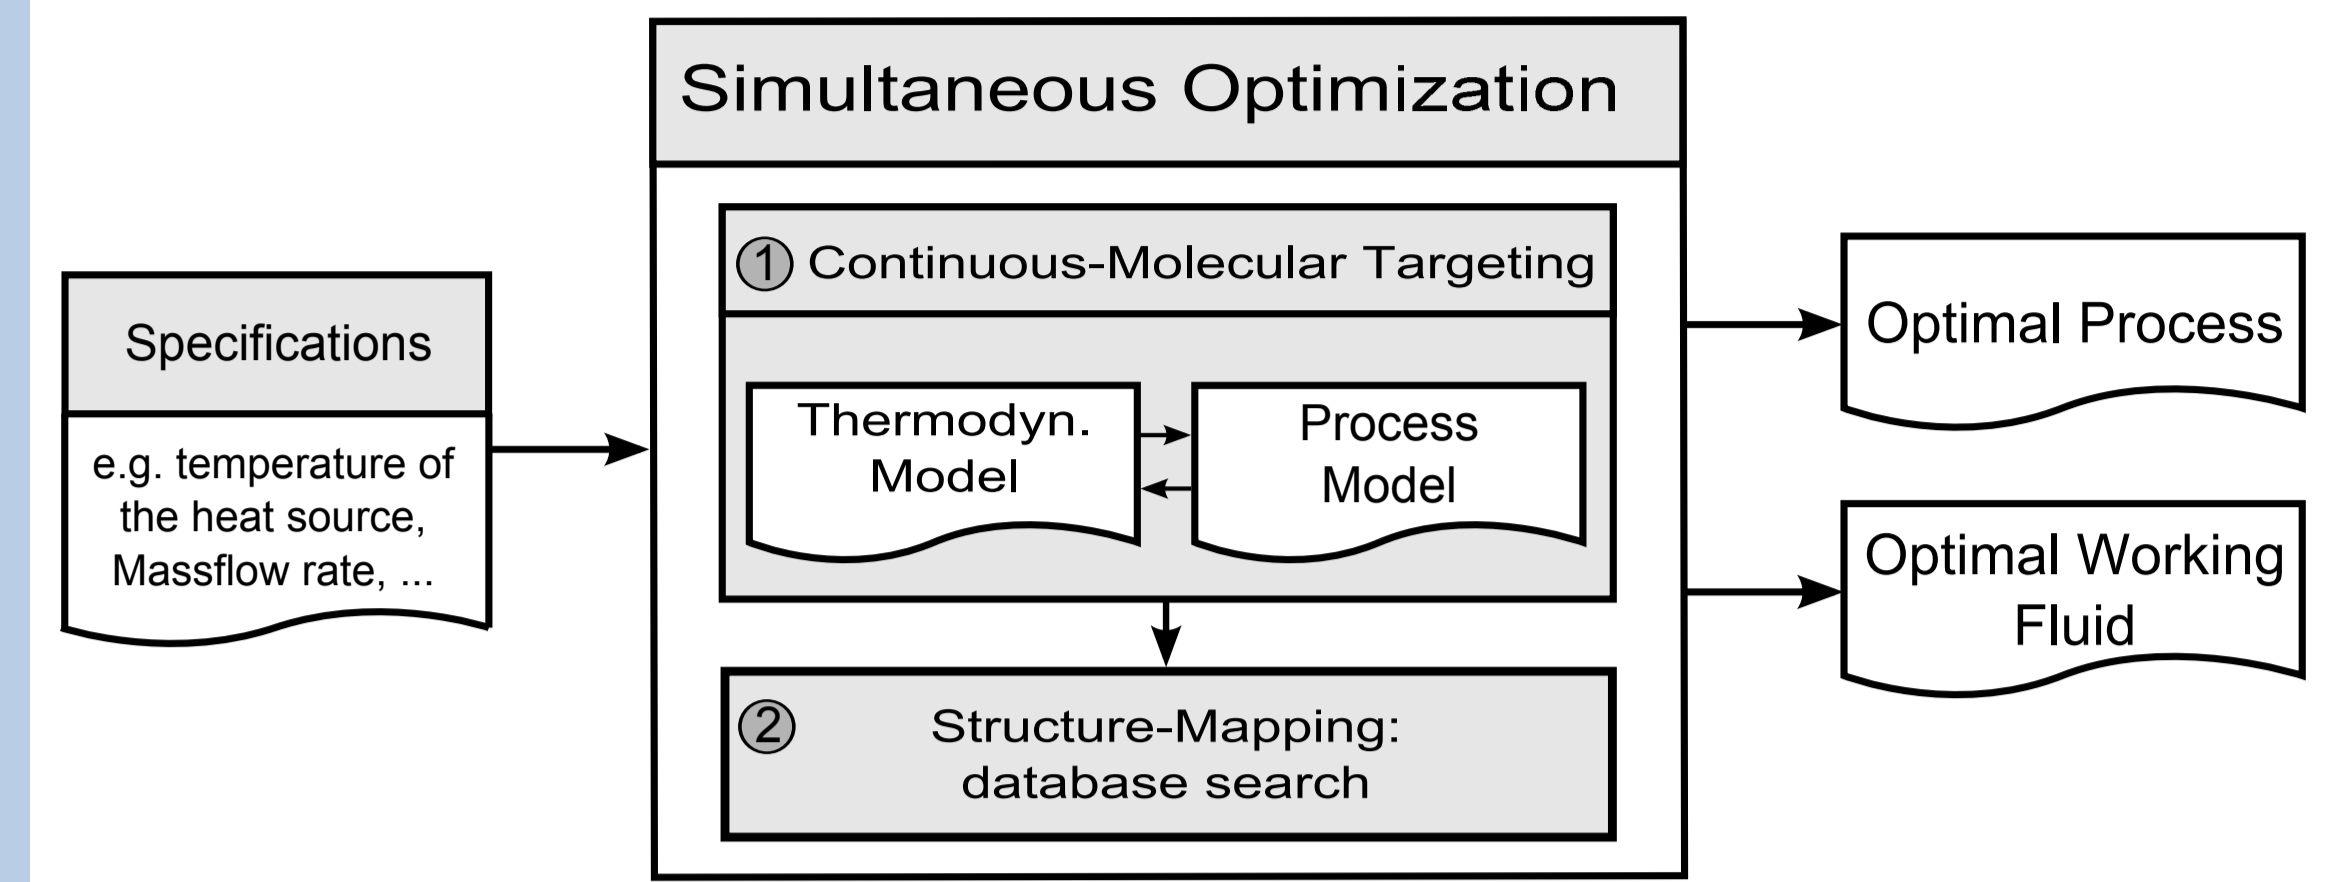 Simultaneous Optimization
Specifications
e.g. temperature of
the heat source,
Massflow rate, ...
1 Continuous-Molecular Targeting
Thermodyn.
Model
Process
Model
2 Structure-Mapping:
database search
Optimal Process
Optimal Working
Fluid